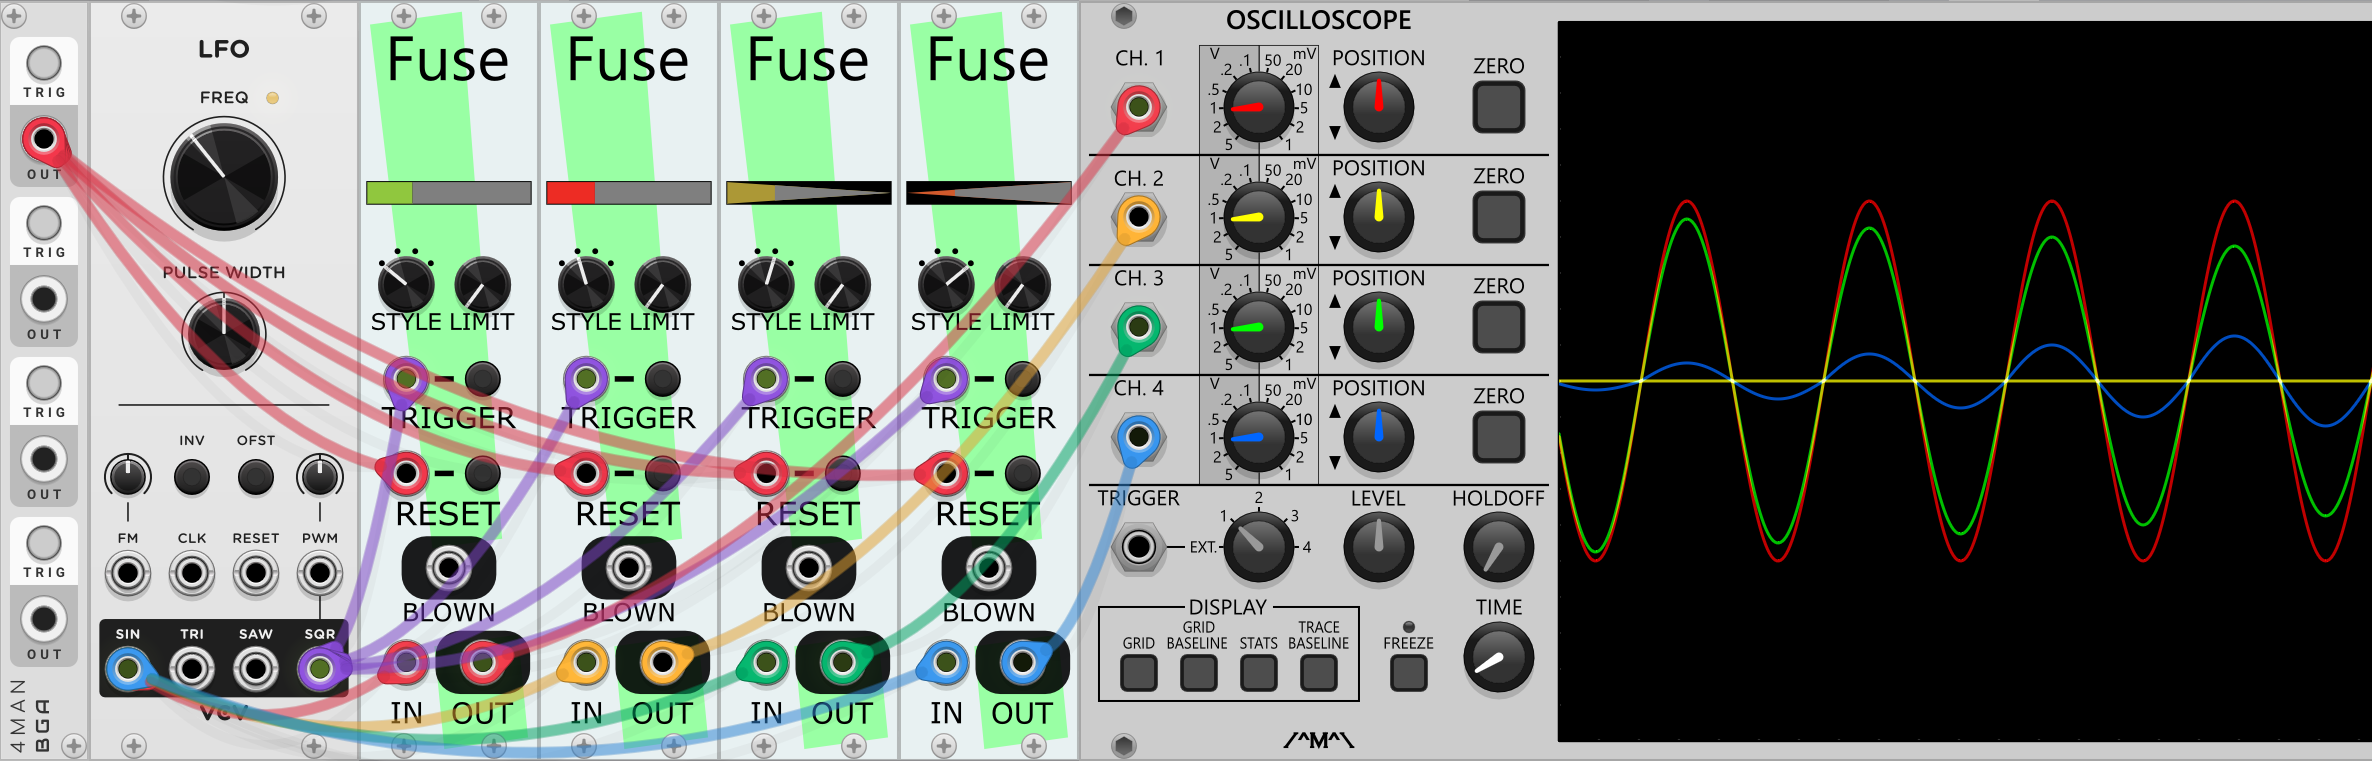 TRIG
OUT
TRIG
OUT
TRIG
OUT
TRIG
OUT
4MAN
BGA
LFO
FREQ
PULSE WIDTH
INV OFST
FM CLK RESET PWM
SIN TRI SAW SQR
VCV
Fuse
STYLE LIMIT
TRIGGER
RESET
BLOWN
IN OUT
Fuse
STYLE LIMIT
TRIGGER
RESET
BLOWN
IN OUT
Fuse
STYLE LIMIT
TRIGGER
RESET
BLOWN
IN OUT
Fuse
STYLE LIMIT
TRIGGER
RESET
BLOWN
IN OUT
OSCILLOSCOPE
CH. 1 V .1 50 mV POSITION ZERO
.2 20
.5 10
1 5
2 2
5 1
CH. 2 V .1 50 mV POSITION ZERO
.2 20
.5 10
1 5
2 2
5 1
CH. 3 V .1 50 mV POSITION ZERO
.2 20
.5 10
1 5
2 2
5 1
CH. 4 V .1 50 mV POSITION ZERO
.2 20
.5 10
1 5
2 2
5 1
TRIGGER 2 LEVEL HOLDOFF
1 3
EXT. 4
DISPLAY TIME
GRID GRID BASELINE STATS TRACE BASELINE FREEZE